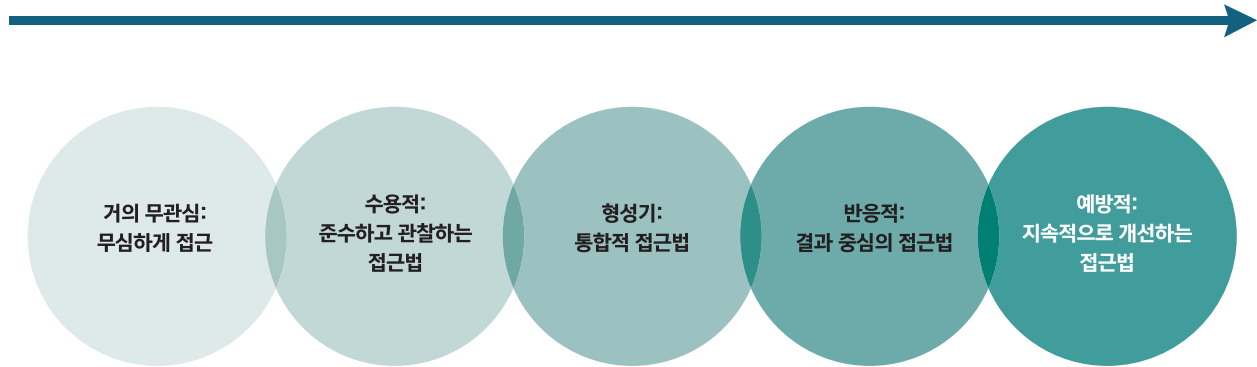 거의 무관심:
무심하게 접근
수용적:
준수하고 관찰하는
접근법
형성기:
통합적 접근법
반응적:
결과 중심의 접근법
예방적:
지속적으로 개선하는
접근법